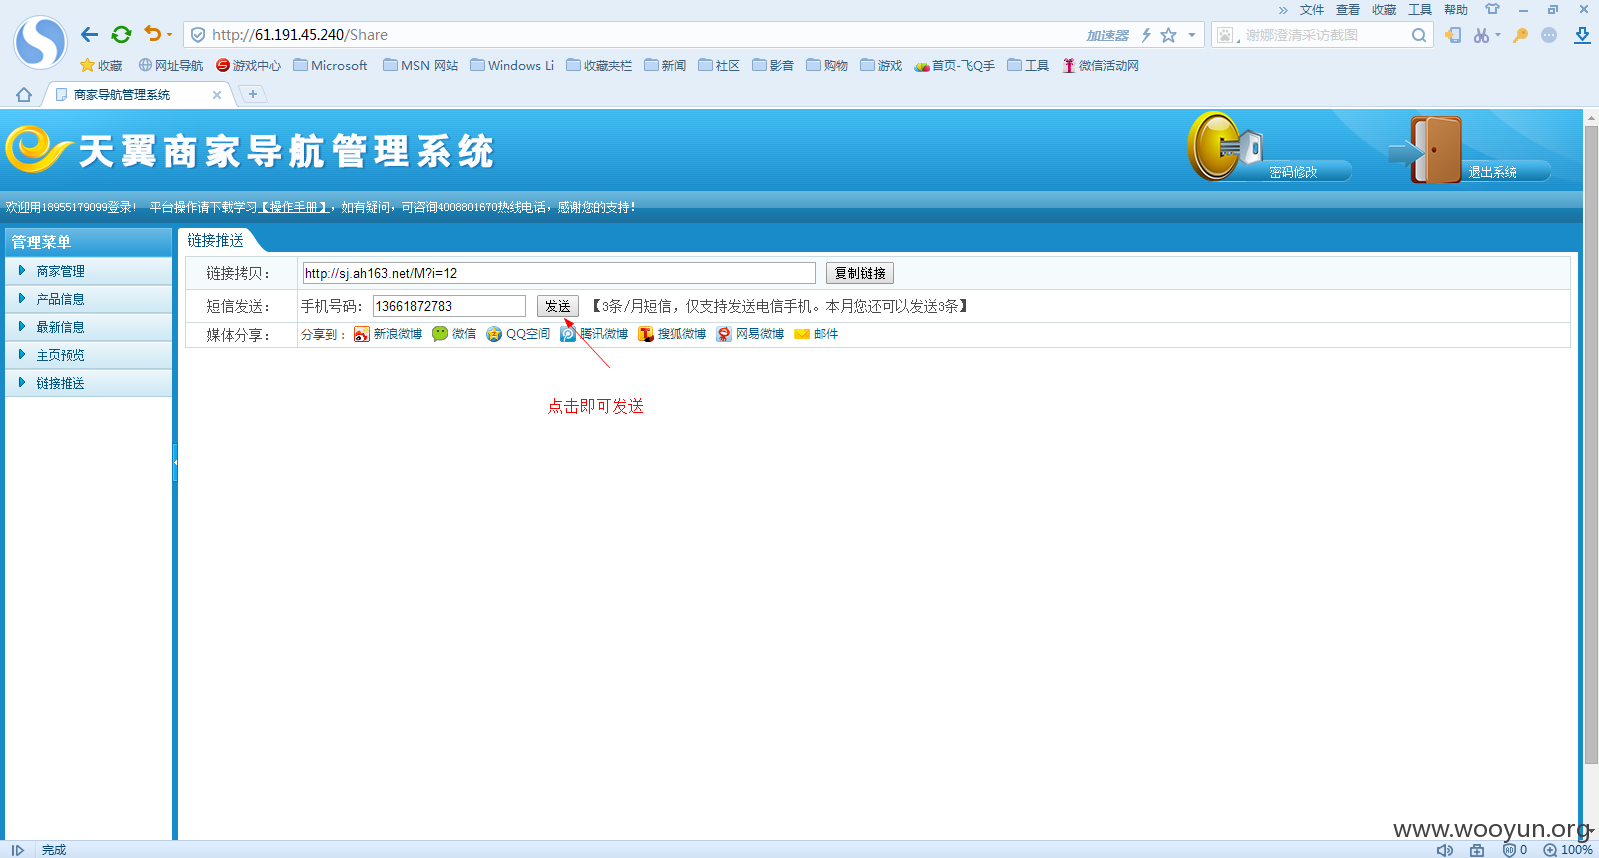 » 文件 查看 收藏 工具 帮助
http://61.191.45.240/Share 加速器 谢娜澄清采访截图
收藏 网址导航 游戏中心 Microsoft MSN 网站 Windows Li 收藏夹栏 新闻 社区 影音 购物 游戏 首页-飞Q手 工具 微信活动网
商家导航管理系统
天翼商家导航管理系统
密码修改 退出系统
欢迎用18955179099登录! 平台操作请下载学习【操作手册】，如有疑问，可咨询4008801670热线电话，感谢您的支持!
管理菜单
商家管理
产品信息
最新信息
主页预览
链接推送
链接推送
链接拷贝： http://sj.ah163.net/M?i=12 复制链接
短信发送： 手机号码: 13661872783 发送 【3条/月短信，仅支持发送电信手机。本月您还可以发送3条】
媒体分享： 分享到： 新浪微博 微信 QQ空间 腾讯微博 搜狐微博 网易微博 邮件
点击即可发送
www.wooyun.org
完成 0 100%